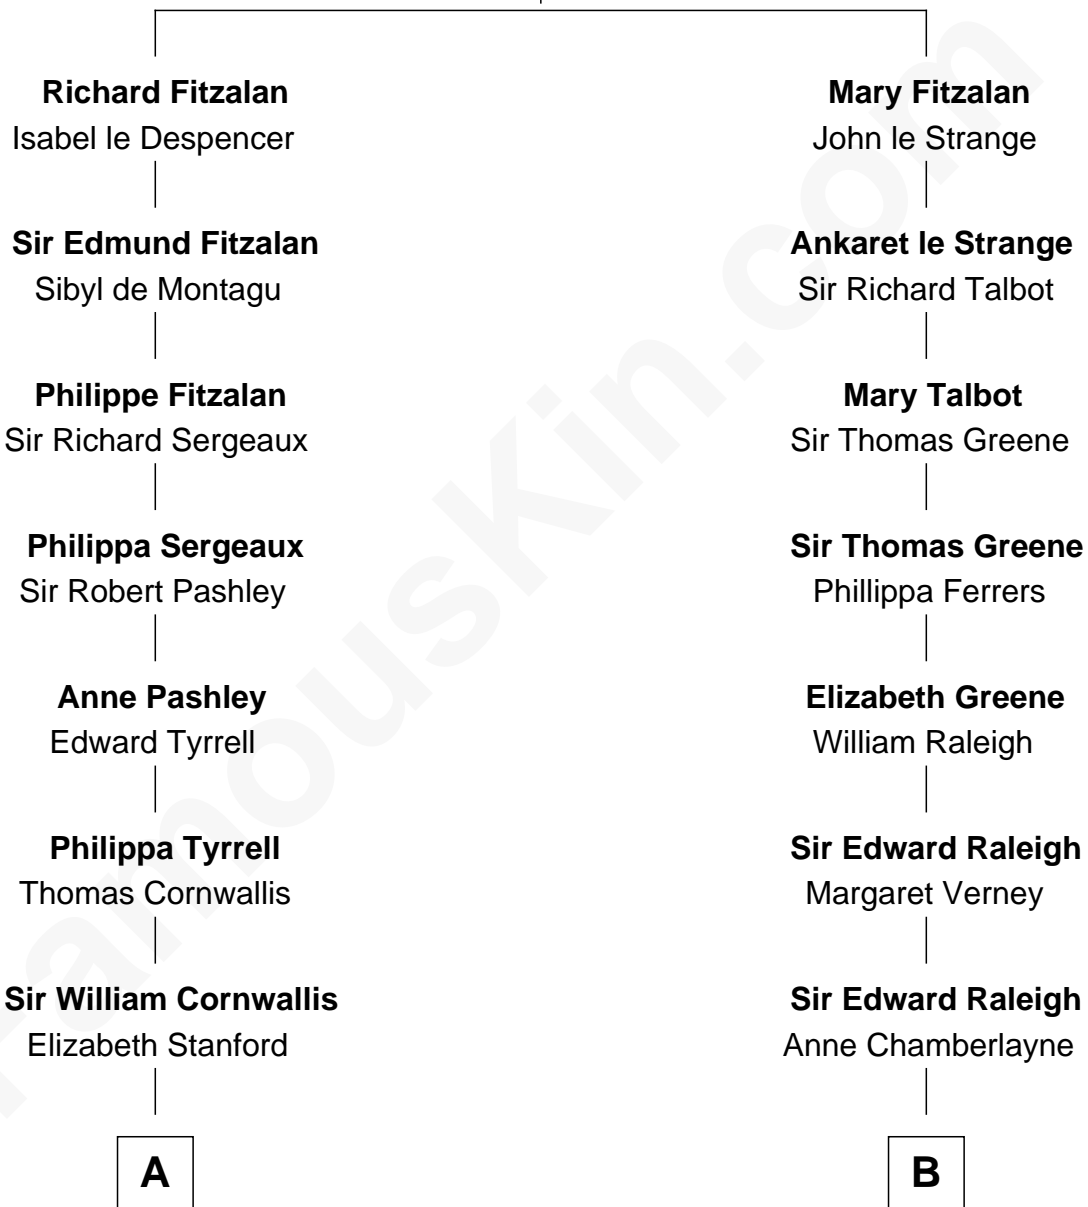 Richard Fitzalan
Isabel le Despencer
Mary Fitzalan
John le Strange
Sir Edmund Fitzalan
Sibyl de Montagu
Ankaret le Strange
Sir Richard Talbot
Philippe Fitzalan
Sir Richard Sergeaux
Mary Talbot
Sir Thomas Greene
Philippa Sergeaux
Sir Robert Pashley
Sir Thomas Greene
Phillippa Ferrers
Anne Pashley
Edward Tyrrell
Elizabeth Greene
William Raleigh
Philippa Tyrrell
Thomas Cornwallis
Sir Edward Raleigh
Margaret Verney
Sir William Cornwallis
Elizabeth Stanford
Sir Edward Raleigh
Anne Chamberlayne
A
B
FamousKin.com